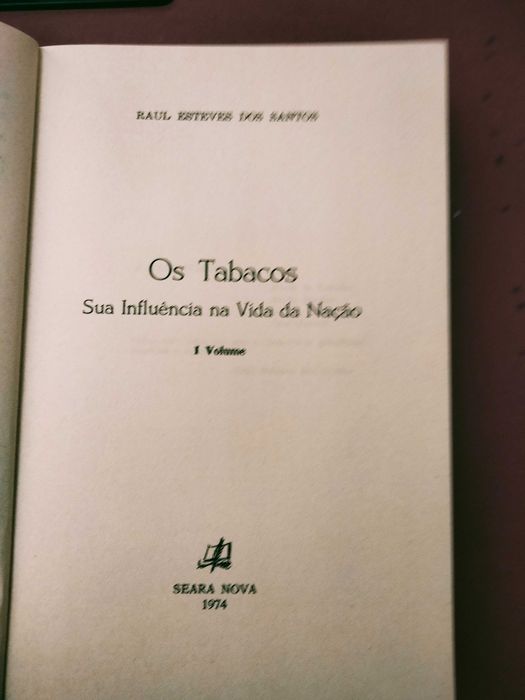 RAUL ESTEVES DOS SANTOS
Os Tabacos
Sua Influência na Vida da Nação
I Volume
SEARA NOVA
1974